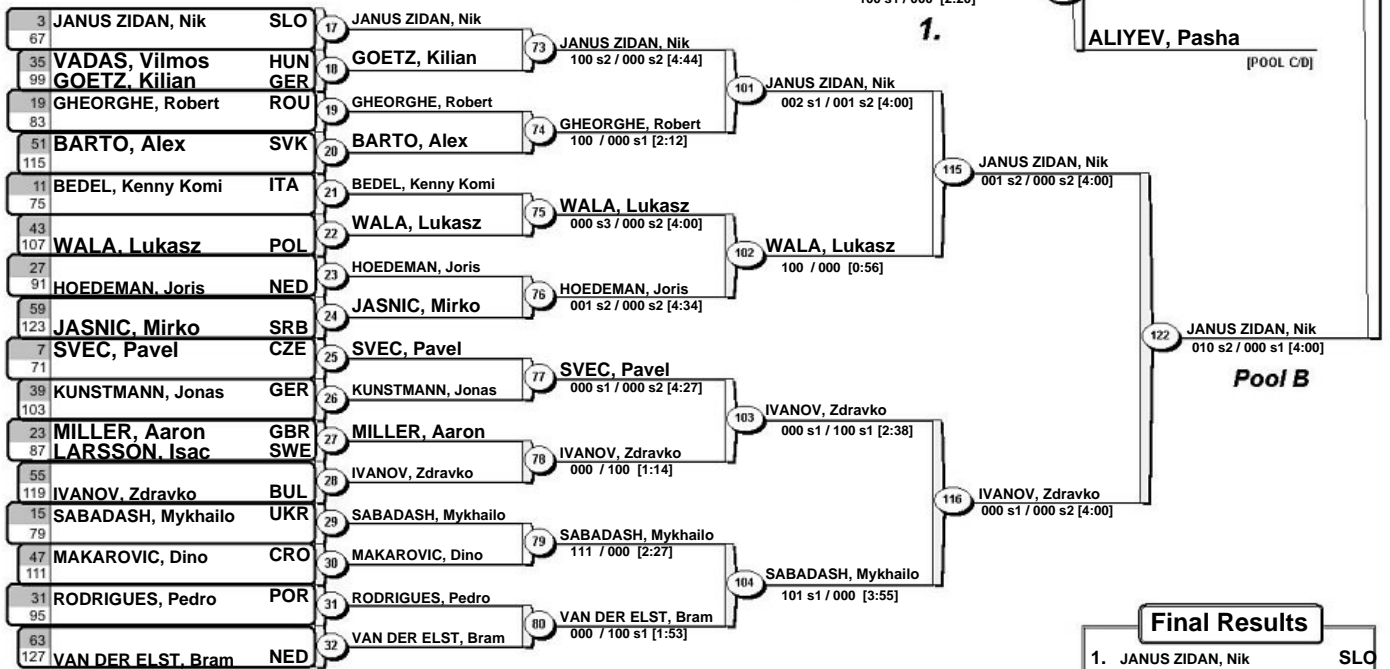 100 s1 / 000 [2:20]
1.
ALIYEV, Pasha
[POOL C/D]
3 JANUS ZIDAN, Nik SLO
67
35 VADAS, Vilmos HUN
99 GOETZ, Kilian GER
19 GHEORGHE, Robert ROU
83
51 BARTO, Alex SVK
115
11 BEDEL, Kenny Komi ITA
75
43
107 WALA, Lukasz POL
27
91 HOEDEMAN, Joris NED
59
123 JASNIC, Mirko SRB
7 SVEC, Pavel CZE
71
39 KUNSTMANN, Jonas GER
103
23 MILLER, Aaron GBR
87 LARSSON, Isac SWE
55
119 IVANOV, Zdravko BUL
15 SABADASH, Mykhailo UKR
79
47 MAKAROVIC, Dino CRO
111
31 RODRIGUES, Pedro POR
95
63
127 VAN DER ELST, Bram NED
17 JANUS ZIDAN, Nik
18 GOETZ, Kilian
19 GHEORGHE, Robert
20 BARTO, Alex
21 BEDEL, Kenny Komi
22 WALA, Lukasz
23 HOEDEMAN, Joris
24 JASNIC, Mirko
25 SVEC, Pavel
26 KUNSTMANN, Jonas
27 MILLER, Aaron
28 IVANOV, Zdravko
29 SABADASH, Mykhailo
30 MAKAROVIC, Dino
31 RODRIGUES, Pedro
32 VAN DER ELST, Bram
73 JANUS ZIDAN, Nik
100 s2 / 000 s2 [4:44]
74 GHEORGHE, Robert
100 / 000 s1 [2:12]
75 WALA, Lukasz
000 s3 / 000 s2 [4:00]
76 HOEDEMAN, Joris
001 s2 / 000 s2 [4:34]
77 SVEC, Pavel
000 s1 / 000 s2 [4:27]
78 IVANOV, Zdravko
000 / 100 [1:14]
79 SABADASH, Mykhailo
111 / 000 [2:27]
80 VAN DER ELST, Bram
000 / 100 s1 [1:53]
101 JANUS ZIDAN, Nik
002 s1 / 001 s2 [4:00]
102 WALA, Lukasz
100 / 000 [0:56]
103 IVANOV, Zdravko
000 s1 / 100 s1 [2:38]
104 SABADASH, Mykhailo
101 s1 / 000 [3:55]
115 JANUS ZIDAN, Nik
001 s2 / 000 s2 [4:00]
116 IVANOV, Zdravko
000 s1 / 000 s2 [4:00]
122 JANUS ZIDAN, Nik
010 s2 / 000 s1 [4:00]
Pool B
Final Results
1. JANUS ZIDAN, Nik SLO